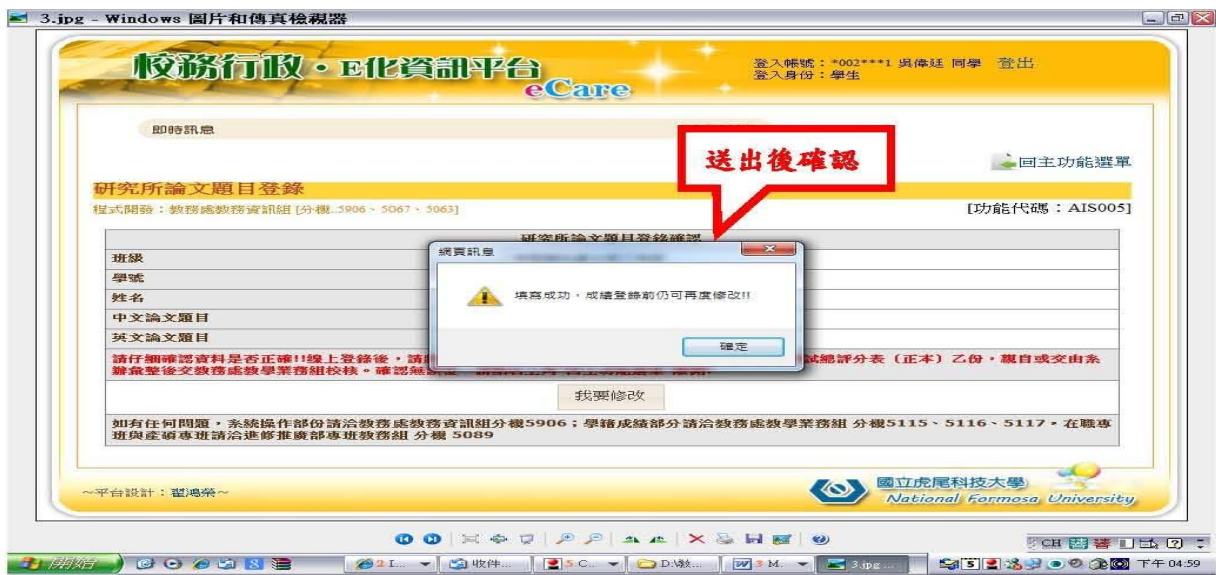 3.jpg - Windows 圖片和傳真檢視器
校務行政・E化資訊平台
eCare
登入帳號：*002***1 吳偉廷 同學 登出
登入身份：學生
即時訊息
送出後確認
回主功能選單
研究所論文題目登錄
程式開發：教務處教務資訊組 [分機..5906、5067、5063]
[功能代碼：AIS005]
研究所論文題目登錄確認
網頁訊息
班級
學號
填寫成功，成績登錄前仍可再度修改!!
姓名
中文論文題目
英文論文題目
確定
請仔細確認資料是否正確!!線上登錄後，請
試總評分表（正本）乙份，親自或交由系
辦彙整後交教務處教學業務組校核。確認無
我要修改
如有任何問題，系統操作部份請洽教務處教務資訊組分機5906；學籍成績部分請洽教務處教學業務組 分機5115、5116、5117。在職專
班與產碩專班請洽進修推廣部專班教務組 分機 5089
~平台設計：翟鴻榮~
國立虎尾科技大學
National Formosa University
開始
2 I...
收件...
5 C...
D:\教...
3 M...
3.jpg ...
CH
下午 04:59